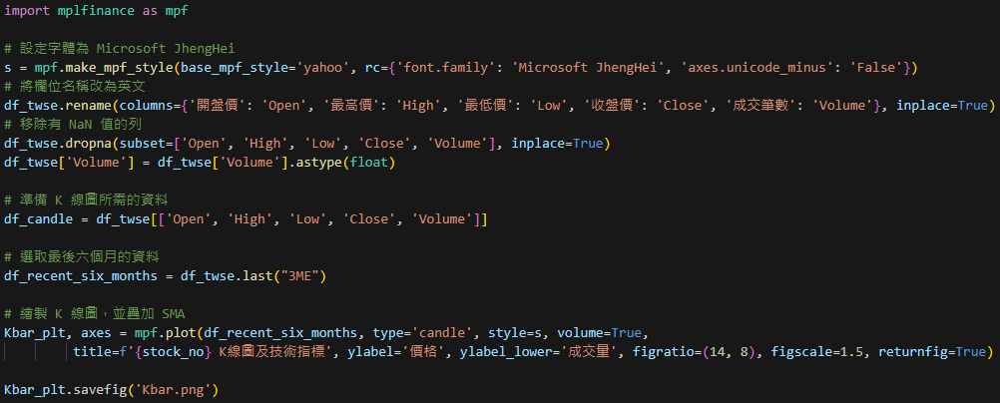 import mplfinance as mpf
# 設定字體為 Microsoft JhengHei
s = mpf.make_mpf_style(base_mpf_style='yahoo', rc={'font.family': 'Microsoft JhengHei', 'axes.unicode_minus': 'False'})
# 將欄位名稱改為英文
df_twse.rename(columns={'開盤價': 'Open', '最高價': 'High', '最低價': 'Low', '收盤價': 'Close', '成交筆數': 'Volume'}, inplace=True)
# 移除有 NaN 值的列
df_twse.dropna(subset=['Open', 'High', 'Low', 'Close', 'Volume'], inplace=True)
df_twse['Volume'] = df_twse['Volume'].astype(float)
# 準備 K 線圖所需的資料
df_candle = df_twse[['Open', 'High', 'Low', 'Close', 'Volume']]
# 選取最後六個月的資料
df_recent_six_months = df_twse.last("3ME")
# 繪製 K 線圖，並疊加 SMA
Kbar_plt, axes = mpf.plot(df_recent_six_months, type='candle', style=s, volume=True,
title=f'{stock_no} K線圖及技術指標', ylabel='價格', ylabel_lower='成交量', figratio=(14, 8), figscale=1.5, returnfig=True)
Kbar_plt.savefig('Kbar.png')